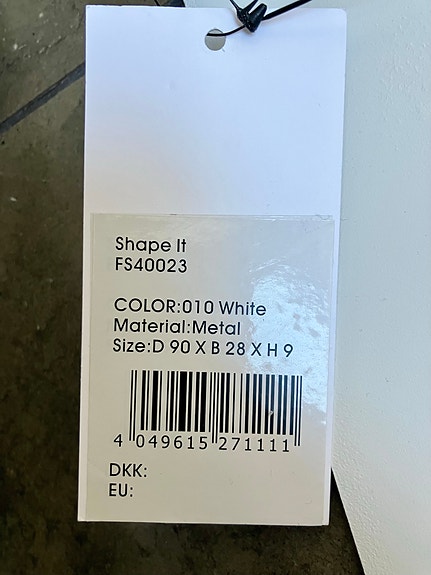 Shape It
FS40023
COLOR:010 White
Material:Metal
Size:D 90 X B 28 X H 9
4 049615 271111
DKK:
EU: